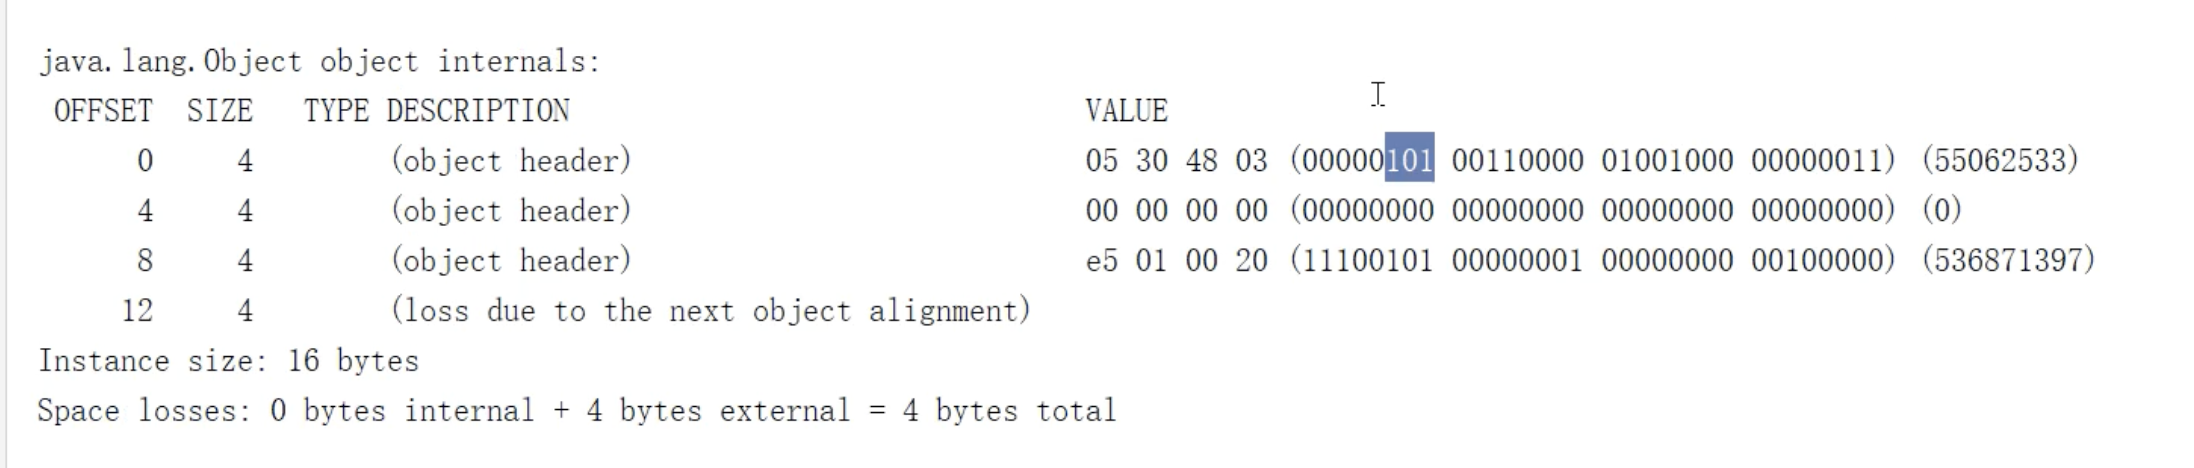 java.lang.Object object internals:
OFFSET SIZE TYPE DESCRIPTION VALUE
0 4 (object header) 05 30 48 03 (00000101 00110000 01001000 00000011) (55062533)
4 4 (object header) 00 00 00 00 (00000000 00000000 00000000 00000000) (0)
8 4 (object header) e5 01 00 20 (11100101 00000001 00000000 00100000) (536871397)
12 4 (loss due to the next object alignment)
Instance size: 16 bytes
Space losses: 0 bytes internal + 4 bytes external = 4 bytes total